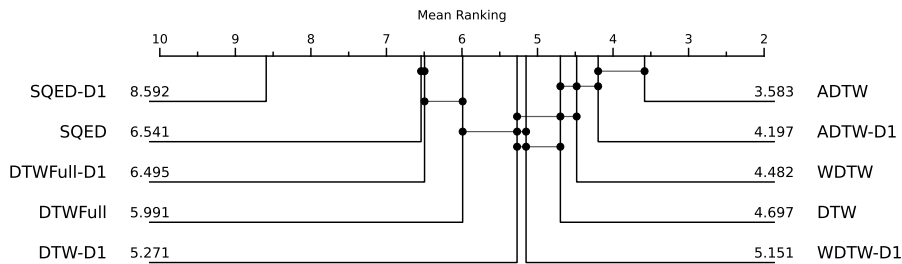 Mean Ranking
10 9 8 7 6 5 4 3 2
SQED-D1 8.592 3.583 ADTW
SQED 6.541 4.197 ADTW-D1
DTWFull-D1 6.495 4.482 WDTW
DTWFull 5.991 4.697 DTW
DTW-D1 5.271 5.151 WDTW-D1